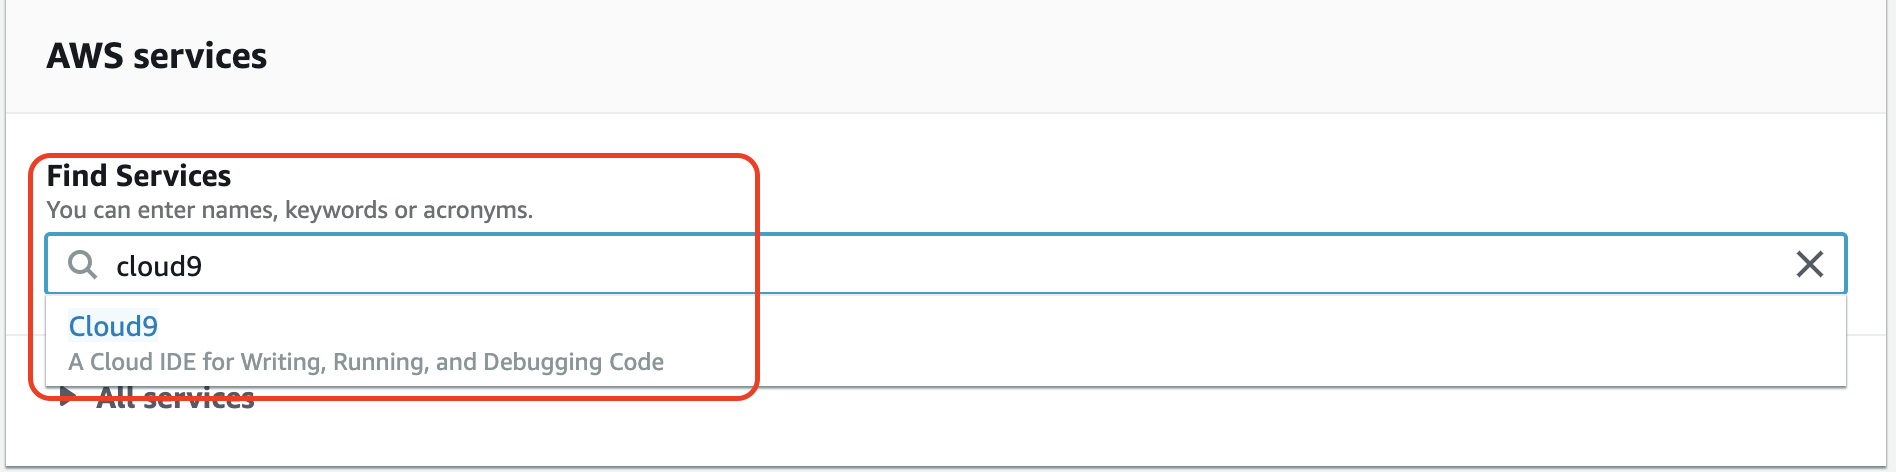 AWS services
Find Services
You can enter names, keywords or acronyms.
cloud9
Cloud9
A Cloud IDE for Writing, Running, and Debugging Code
All services